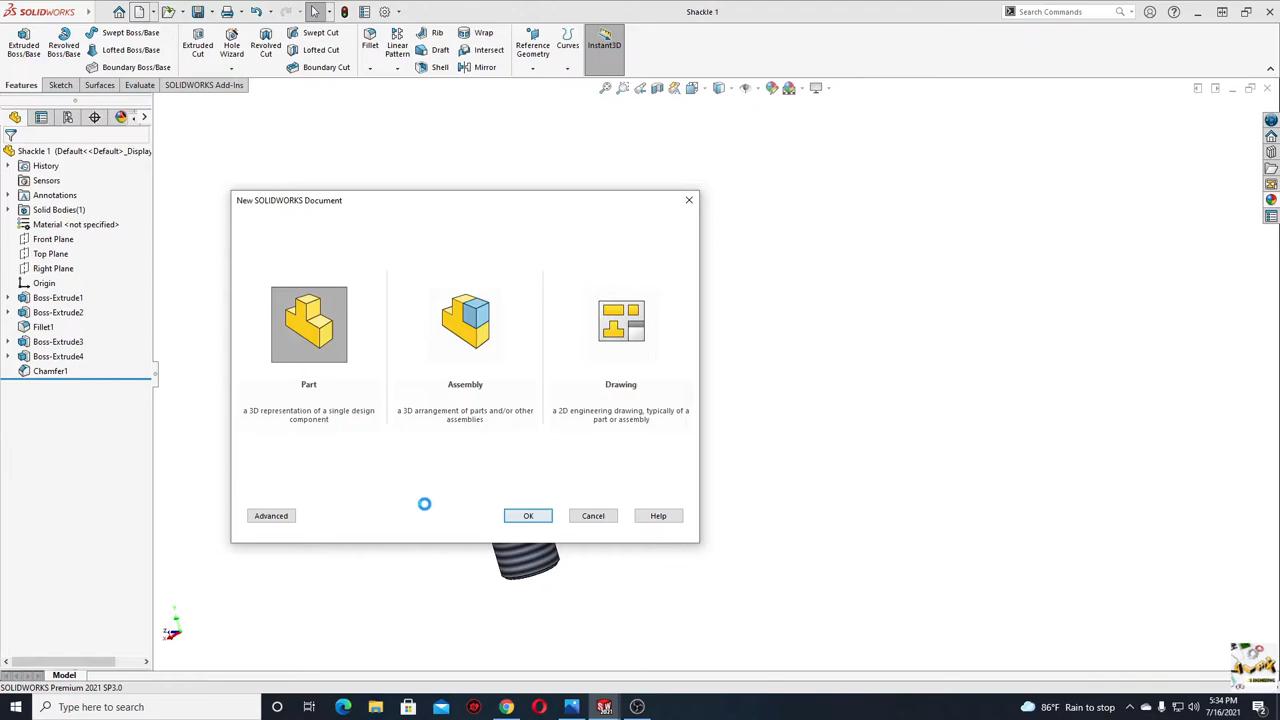 SOLIDWORKS
Shackle 1
Search Commands
Extruded Boss/Base
Revolved Boss/Base
Swept Boss/Base
Lofted Boss/Base
Boundary Boss/Base
Extruded Cut
Hole Wizard
Revolved Cut
Swept Cut
Lofted Cut
Boundary Cut
Fillet
Linear Pattern
Rib
Draft
Shell
Wrap
Intersect
Mirror
Reference Geometry
Curves
Instant3D
Features
Sketch
Evaluate
Surfaces
SOLIDWORKS Add-Ins
Shackle 1 (Default<<Default>_Display
History
Sensors
Annotations
Solid Bodies(1)
Material <not specified>
Front Plane
Top Plane
Right Plane
Origin
Boss-Extrude1
Boss-Extrude2
Fillet1
Boss-Extrude3
Boss-Extrude4
Chamfer1
New SOLIDWORKS Document
Part
a 3D representation of a single design
component
Assembly
a 3D arrangement of parts and/or other
assemblies
Drawing
a 2D engineering drawing, typically of a
part or assembly
Advanced
OK
Cancel
Help
Model
SOLIDWORKS Premium 2021 SP3.0
Type here to search
86°F Rain to stop
5:34 PM
7/16/2021